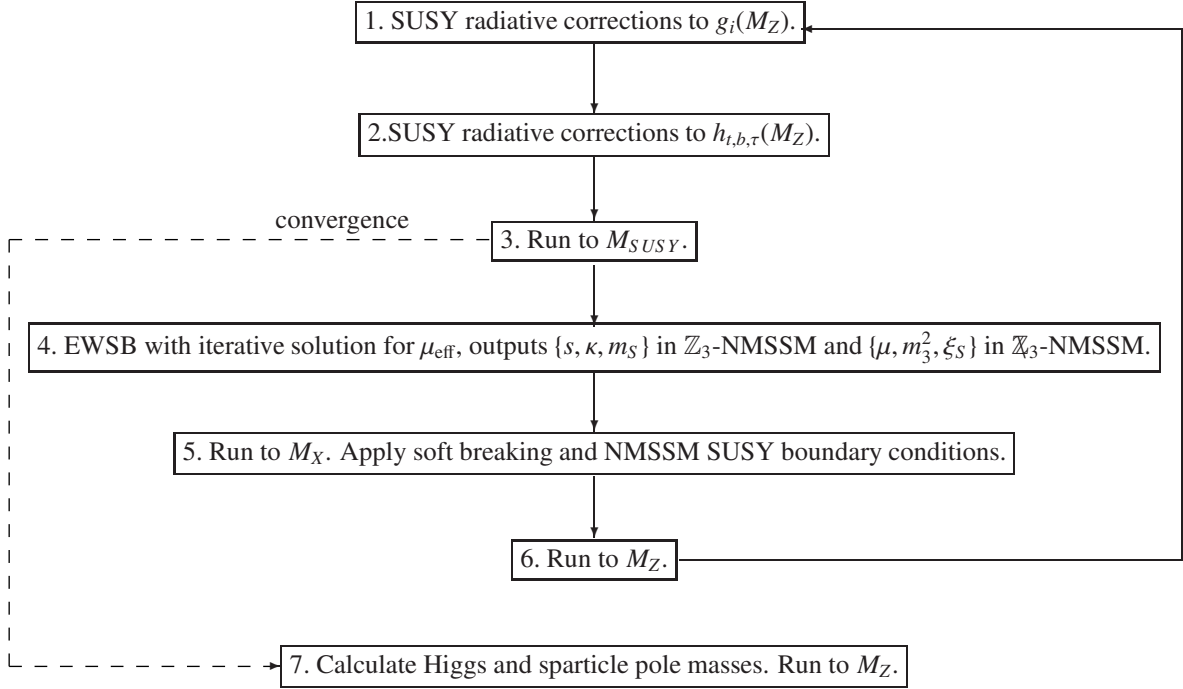 1. SUSY radiative corrections to g_i(M_Z).
2.SUSY radiative corrections to h_{t,b,τ}(M_Z).
convergence
3. Run to M_{SUSY}.
4. EWSB with iterative solution for μ_{eff}, outputs {s, κ, m_S} in ℤ_3-NMSSM and {μ, m_3^2, ξ_S} in ℤ̸_3-NMSSM.
5. Run to M_X. Apply soft breaking and NMSSM SUSY boundary conditions.
6. Run to M_Z.
7. Calculate Higgs and sparticle pole masses. Run to M_Z.